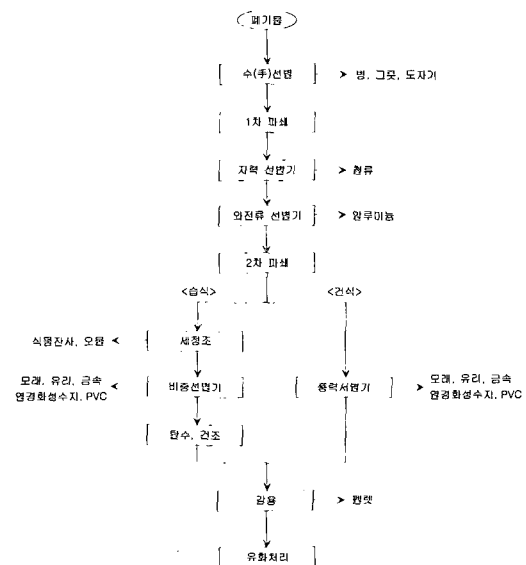 폐기물
수(手)선별
병, 그릇, 도자기
1차 파쇄
자력 선별기
철류
와전류 선별기
알루미늄
2차 파쇄
<습식>
<건식>
세정조
식품잔사, 오물
비중선별기
모래, 유리, 금속
열경화성수지, PVC
풍력서별기
모래, 유리, 금속
열경화성수지, PVC
탈수, 건조
감용
펠렛
유화처리